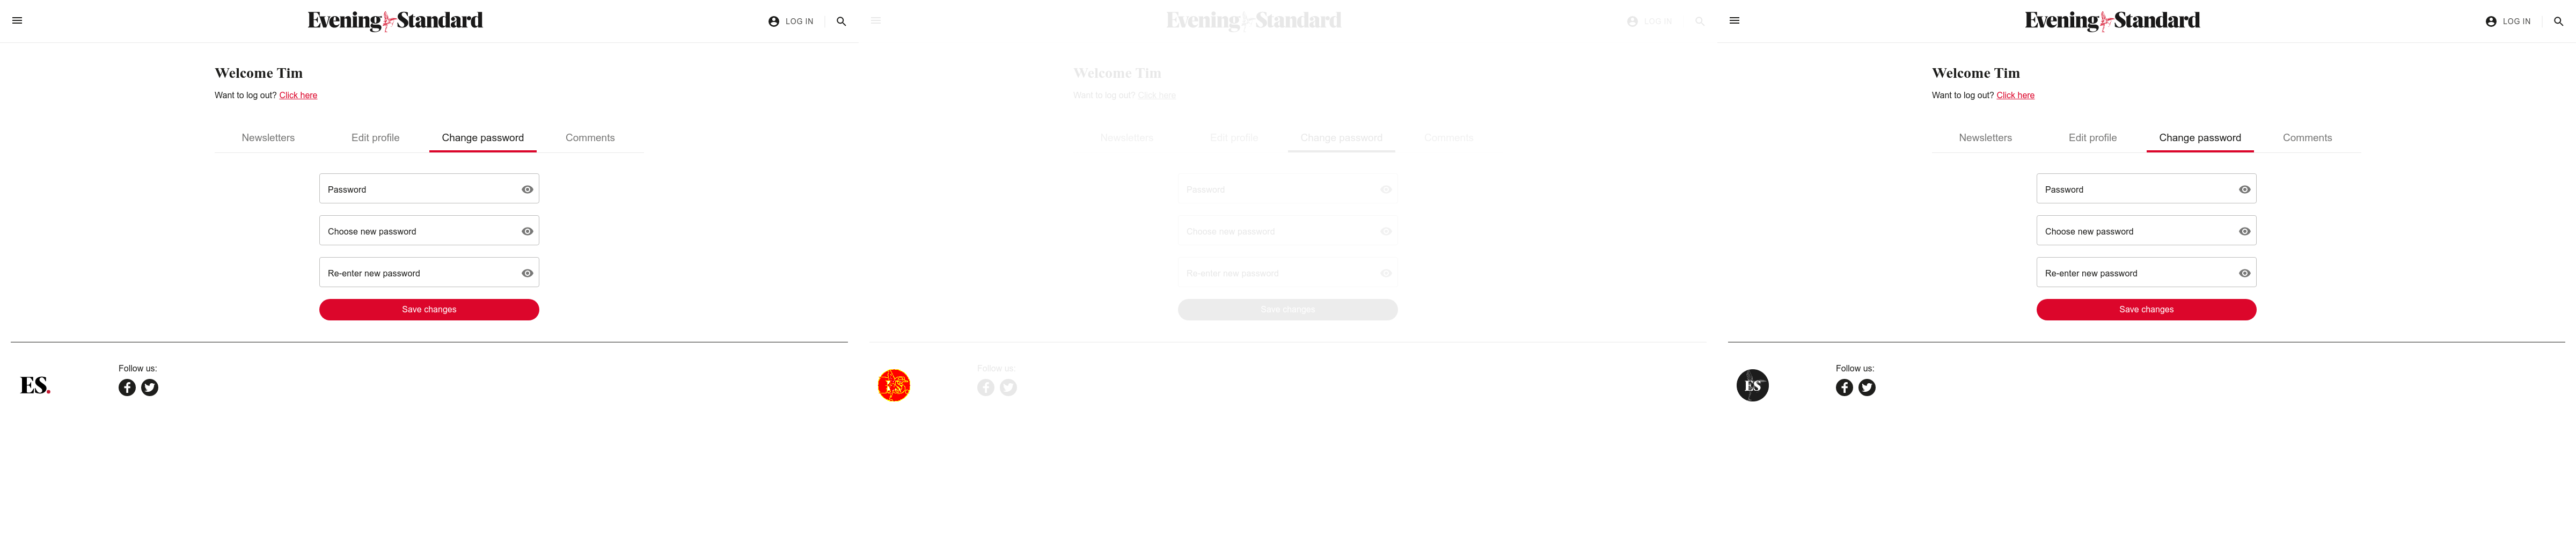 Evening Standard
LOG IN
Welcome Tim
Want to log out? Click here
Newsletters Edit profile Change password Comments
Password
Choose new password
Re-enter new password
Save changes
ES.
Follow us:
Evening Standard
LOG IN
Welcome Tim
Want to log out? Click here
Newsletters Edit profile Change password Comments
Password
Choose new password
Re-enter new password
Save changes
Follow us:
Evening Standard
LOG IN
Welcome Tim
Want to log out? Click here
Newsletters Edit profile Change password Comments
Password
Choose new password
Re-enter new password
Save changes
ES
Follow us: